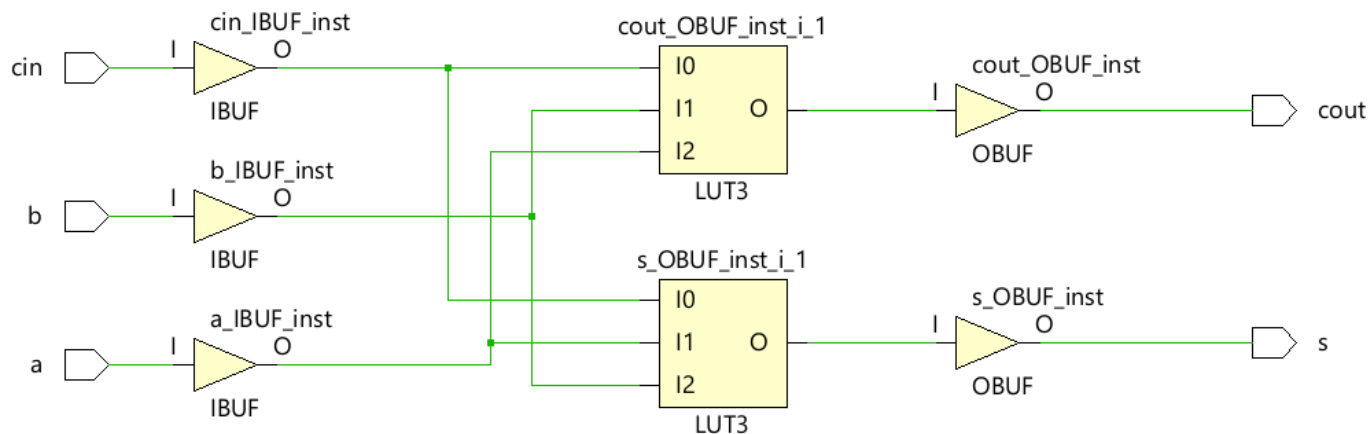 cin_IBUF_inst
cin
I
O
IBUF
cout_OBUF_inst_i_1
I0
I1
I2
O
LUT3
cout_OBUF_inst
I
O
OBUF
cout
b_IBUF_inst
b
I
O
IBUF
s_OBUF_inst_i_1
I0
I1
I2
O
LUT3
s_OBUF_inst
I
O
OBUF
s
a_IBUF_inst
a
I
O
IBUF